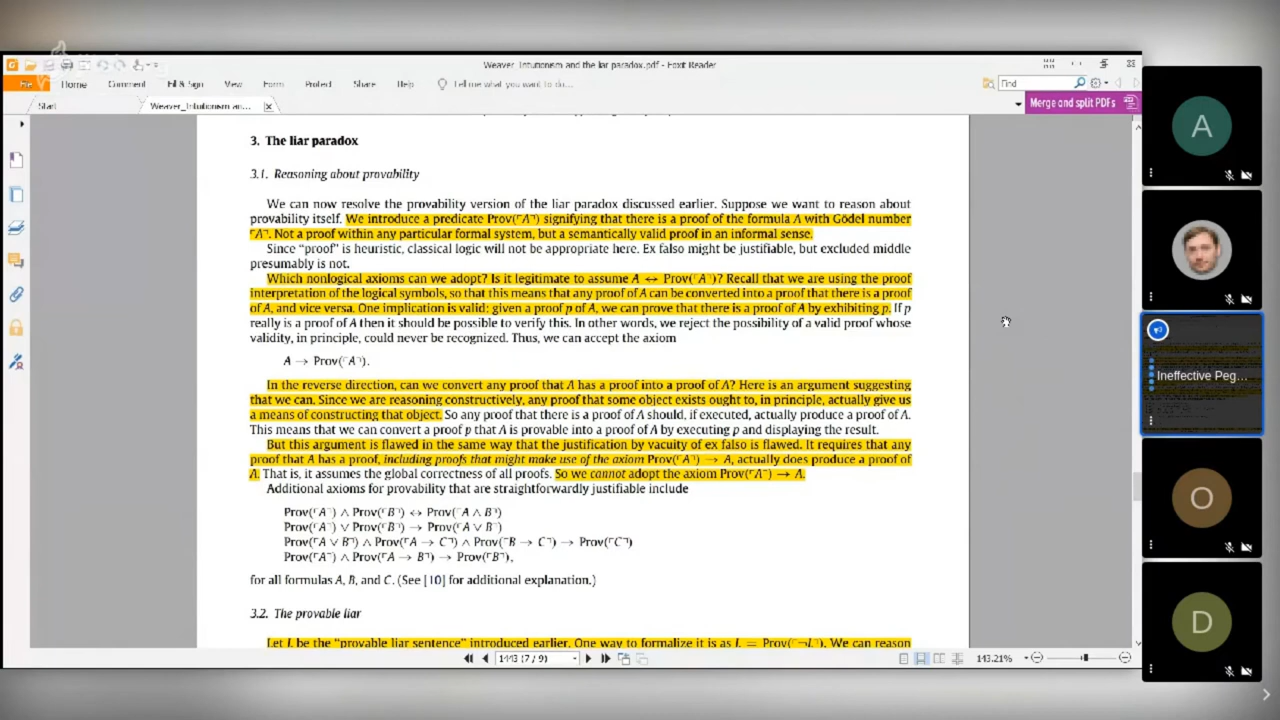 Weaver_Intuitionism and the liar paradox.pdf - Foxit Reader
File Home Comment Fill & Sign View Form Protect Share Help Tell me what you want to do... Find
Start Weaver_Intuitionism an... Merge and split PDFs
3. The liar paradox
3.1. Reasoning about provability
We can now resolve the provability version of the liar paradox discussed earlier. Suppose we want to reason about
provability itself. We introduce a predicate Prov(⌜A⌝) signifying that there is a proof of the formula A with Gödel number
⌜A⌝. Not a proof within any particular formal system, but a semantically valid proof in an informal sense.
Since “proof” is heuristic, classical logic will not be appropriate here. Ex falso might be justifiable, but excluded middle
presumably is not.
Which nonlogical axioms can we adopt? Is it legitimate to assume A ↔ Prov(⌜A⌝)? Recall that we are using the proof
interpretation of the logical symbols, so that this means that any proof of A can be converted into a proof that there is a proof
of A, and vice versa. One implication is valid: given a proof p of A, we can prove that there is a proof of A by exhibiting p. If p
really is a proof of A then it should be possible to verify this. In other words, we reject the possibility of a valid proof whose
validity, in principle, could never be recognized. Thus, we can accept the axiom
A → Prov(⌜A⌝).
In the reverse direction, can we convert any proof that A has a proof into a proof of A? Here is an argument suggesting
that we can. Since we are reasoning constructively, any proof that some object exists ought to, in principle, actually give us
a means of constructing that object. So any proof that there is a proof of A should, if executed, actually produce a proof of A.
This means that we can convert a proof p that A is provable into a proof of A by executing p and displaying the result.
But this argument is flawed in the same way that the justification by vacuity of ex falso is flawed. It requires that any
proof that A has a proof, including proofs that might make use of the axiom Prov(⌜A⌝) → A, actually does produce a proof of
A. That is, it assumes the global correctness of all proofs. So we cannot adopt the axiom Prov(⌜A⌝) → A.
Additional axioms for provability that are straightforwardly justifiable include
Prov(⌜A⌝) ∧ Prov(⌜B⌝) ↔ Prov(⌜A ∧ B⌝)
Prov(⌜A⌝) ∨ Prov(⌜B⌝) → Prov(⌜A ∨ B⌝)
Prov(⌜A ∨ B⌝) ∧ Prov(⌜A → C⌝) ∧ Prov(⌜B → C⌝) → Prov(⌜C⌝)
Prov(⌜A⌝) ∧ Prov(⌜A → B⌝) → Prov(⌜B⌝),
for all formulas A, B, and C. (See [10] for additional explanation.)
3.2. The provable liar
Let L be the “provable liar sentence” introduced earlier. One way to formalize it is as L = Prov(⌜¬L⌝). We can reason
1443 (7 / 9) 143.21%
A
Ineffective Peg...
O
D